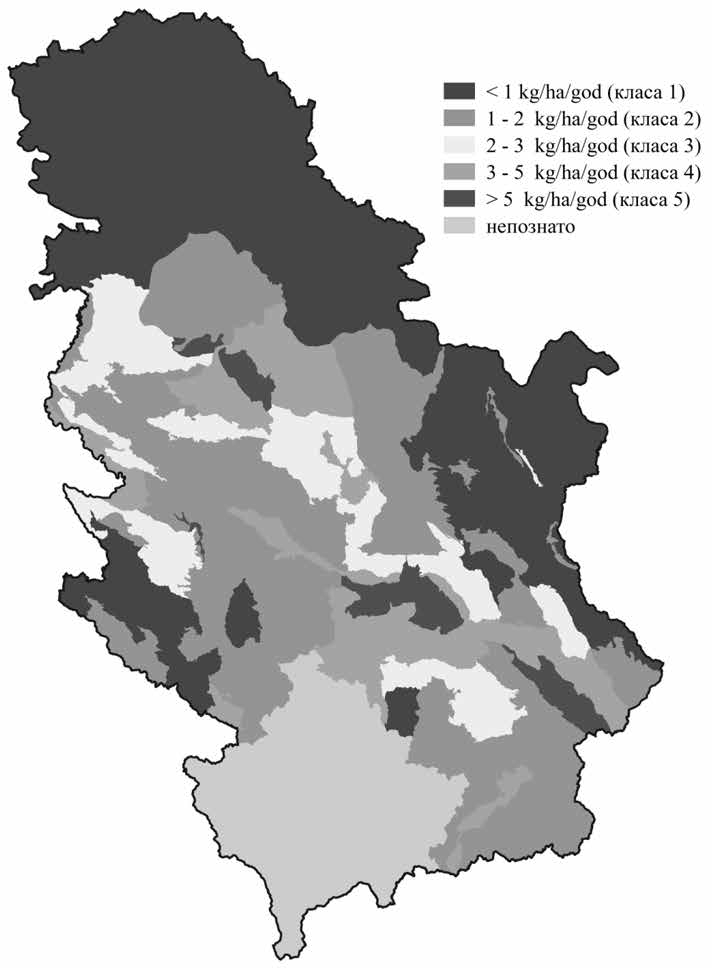 < 1 kg/ha/god (класа 1)
1 - 2 kg/ha/god (класа 2)
2 - 3 kg/ha/god (класа 3)
3 - 5 kg/ha/god (класа 4)
> 5 kg/ha/god (класа 5)
непознато